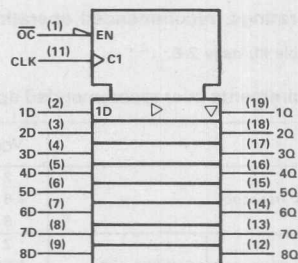 OC (1) EN
CLK (11) C1
1D (2) 1D (19) 1Q
2D (3) (18) 2Q
3D (4) (17) 3Q
4D (5) (16) 4Q
5D (6) (15) 5Q
6D (7) (14) 6Q
7D (8) (13) 7Q
8D (9) (12) 8Q